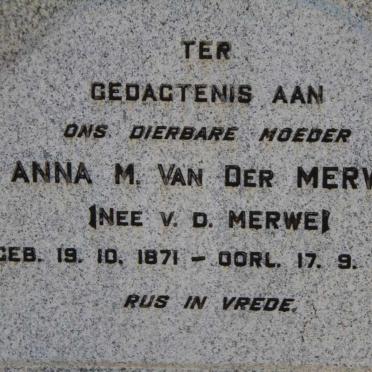 TER
GEDAGTENIS AAN
ONS DIERBARE MOEDER
ANNA M. VAN DER MERW
(NEE V. D. MERWE)
GEB. 19. 10. 1871 – OORL. 17. 9.
RUS IN VREDE.